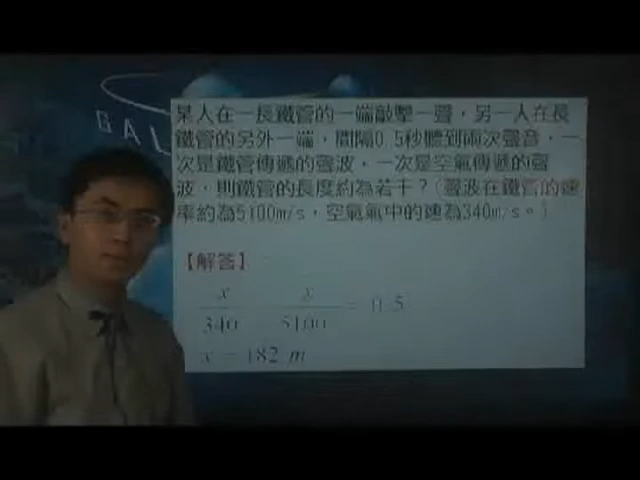 GAL
某人在一長鐵管的一端敲擊一聲，另一人在長
鐵管的另外一端，間隔0.5秒聽到兩次聲音，一
次是鐵管傳遞的聲波，一次是空氣傳遞的聲
波，則鐵管的長度約為若干？(聲波在鐵管的速
率約為5100m/s，空氣氣中的速為340m/s。)
【解答】
x/340 - x/5100 = 0.5
x = 182 m